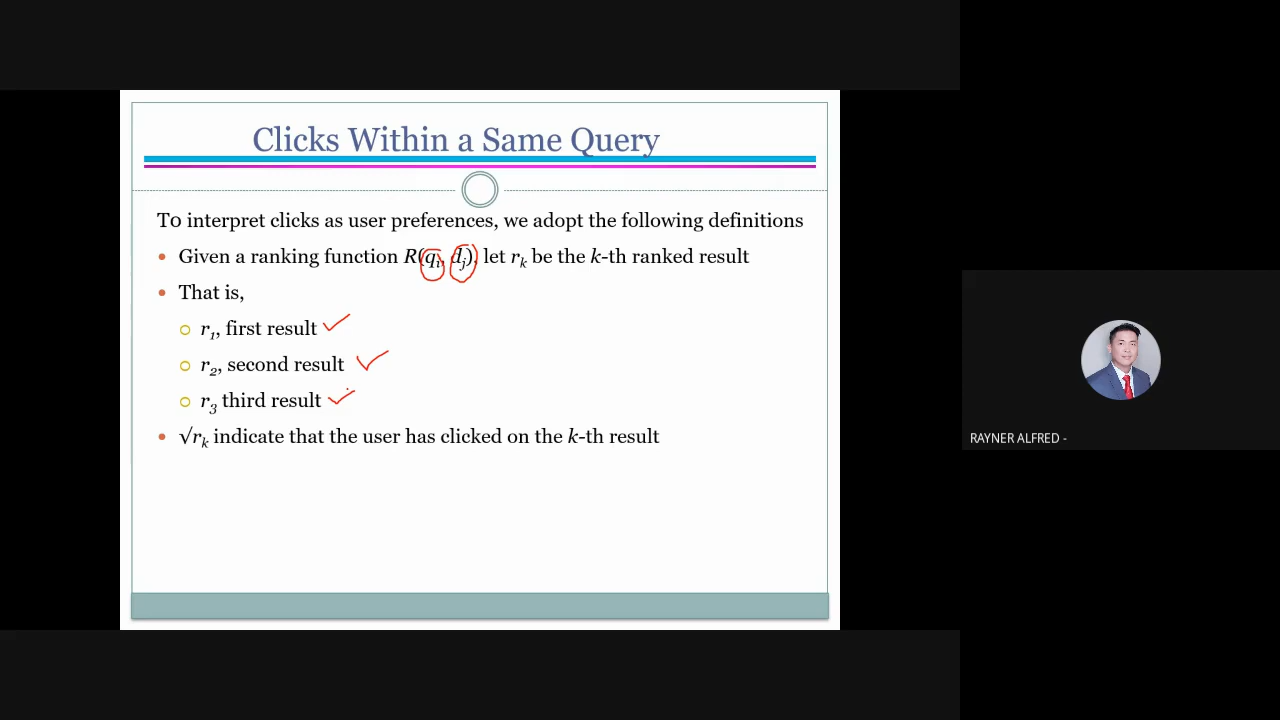 Clicks Within a Same Query
To interpret clicks as user preferences, we adopt the following definitions
• Given a ranking function R(qi, dj), let rk be the k-th ranked result
• That is,
r1, first result
r2, second result
r3 third result
• √rk indicate that the user has clicked on the k-th result
RAYNER ALFRED -